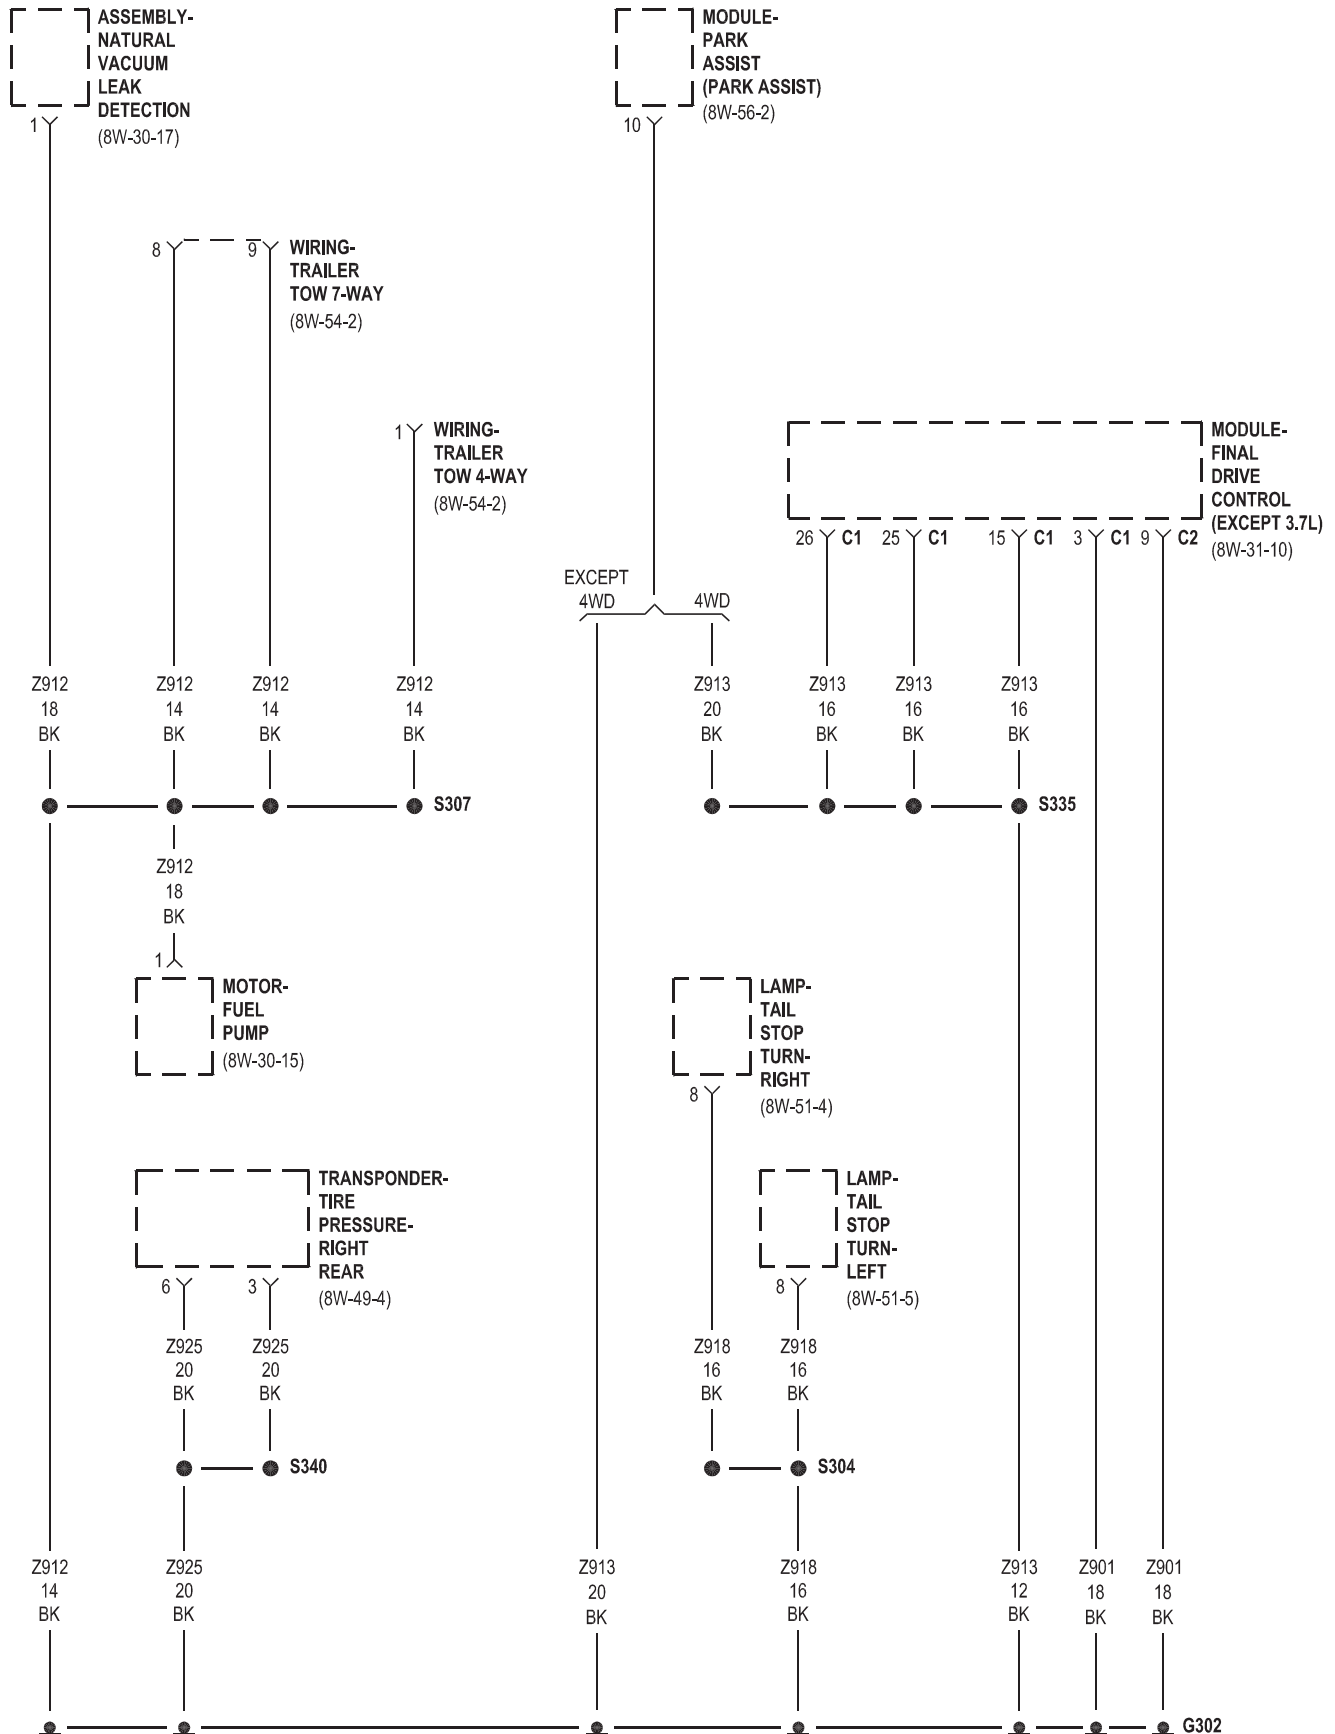 ASSEMBLY-
NATURAL
VACUUM
LEAK
DETECTION
(8W-30-17)
1
MODULE-
PARK
ASSIST
(PARK ASSIST)
(8W-56-2)
10
8
9
WIRING-
TRAILER
TOW 7-WAY
(8W-54-2)
1
WIRING-
TRAILER
TOW 4-WAY
(8W-54-2)
MODULE-
FINAL
DRIVE
CONTROL
(EXCEPT 3.7L)
(8W-31-10)
26 C1 25 C1 15 C1 3 C1 9 C2
EXCEPT
4WD 4WD
Z912 Z912 Z912 Z912 Z913 Z913 Z913 Z913
18 14 14 14 20 16 16 16
BK BK BK BK BK BK BK BK
S307 S335
Z912
18
BK
1
MOTOR-
FUEL
PUMP
(8W-30-15)
LAMP-
TAIL
STOP
TURN-
RIGHT
(8W-51-4)
8
TRANSPONDER-
TIRE
PRESSURE-
RIGHT
REAR
(8W-49-4)
6 3
LAMP-
TAIL
STOP
TURN-
LEFT
(8W-51-5)
8
Z925 Z925 Z918 Z918
20 20 16 16
BK BK BK BK
S340 S304
Z912 Z925 Z913 Z918 Z913 Z901 Z901
14 20 20 16 12 18 18
BK BK BK BK BK BK BK
G302